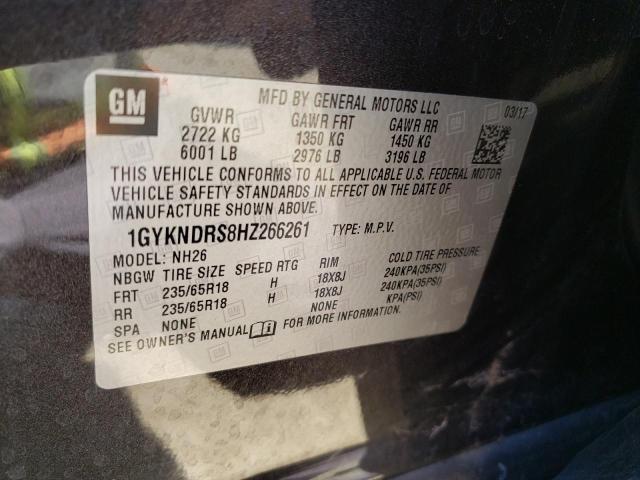 GM
MFD BY GENERAL MOTORS LLC
03/17
GVWR GAWR FRT GAWR RR
2722 KG 1350 KG 1450 KG
6001 LB 2976 LB 3196 LB
THIS VEHICLE CONFORMS TO ALL APPLICABLE U.S. FEDERAL MOTOR
VEHICLE SAFETY STANDARDS IN EFFECT ON THE DATE OF
MANUFACTURE SHOWN ABOVE.
1GYKNDRS8HZ266261 TYPE: M.P.V.
MODEL: NH26
NBGW TIRE SIZE SPEED RTG RIM COLD TIRE PRESSURE
FRT 235/65R18 H 18X8J 240KPA(35PSI)
RR 235/65R18 H 18X8J 240KPA(35PSI)
SPA NONE NONE KPA(PSI)
SEE OWNER'S MANUAL FOR MORE INFORMATION.